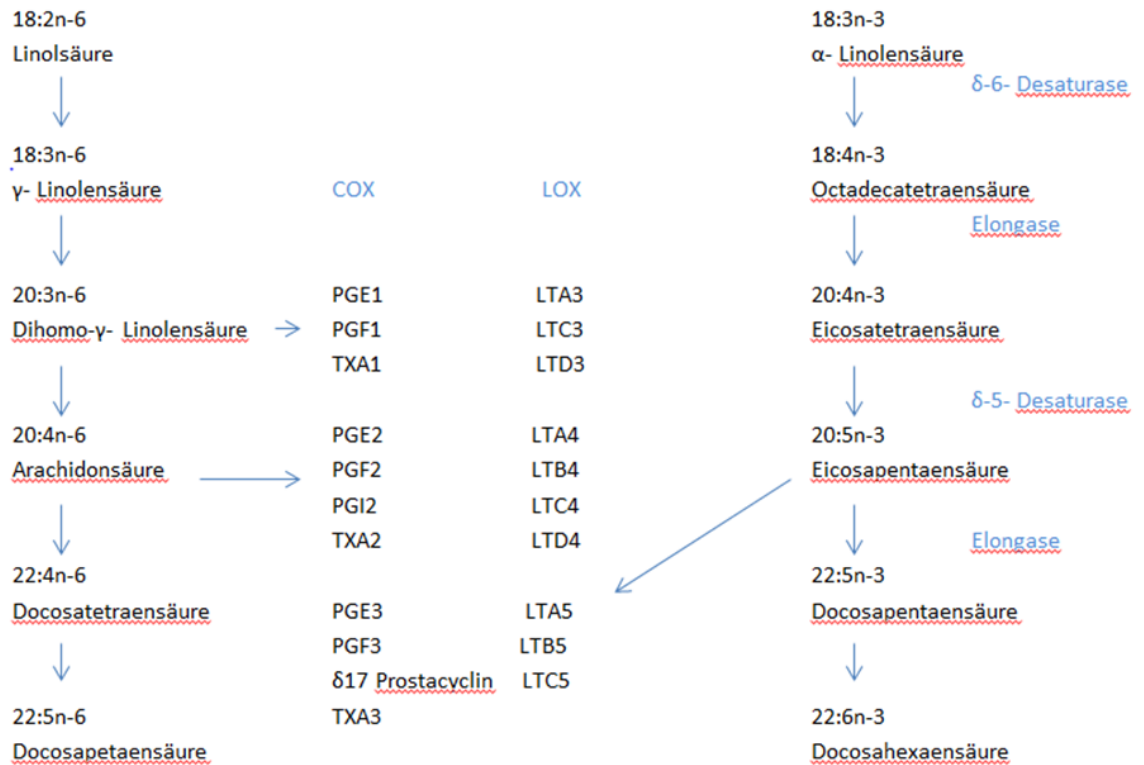 18:2n-6
Linolsäure
18:3n-6
γ- Linolensäure
20:3n-6
Dihomo-γ- Linolensäure
20:4n-6
Arachidonsäure
22:4n-6
Docosatetraensäure
22:5n-6
Docosapetaensäure
COX
PGE1
PGF1
TXA1
PGE2
PGF2
PGI2
TXA2
PGE3
PGF3
δ17 Prostacyclin
TXA3
LOX
LTA3
LTC3
LTD3
LTA4
LTB4
LTC4
LTD4
LTA5
LTB5
LTC5
18:3n-3
α- Linolensäure
δ-6- Desaturase
18:4n-3
Octadecatetraensäure
Elongase
20:4n-3
Eicosatetraensäure
δ-5- Desaturase
20:5n-3
Eicosapentaensäure
Elongase
22:5n-3
Docosapentaensäure
22:6n-3
Docosahexaensäure